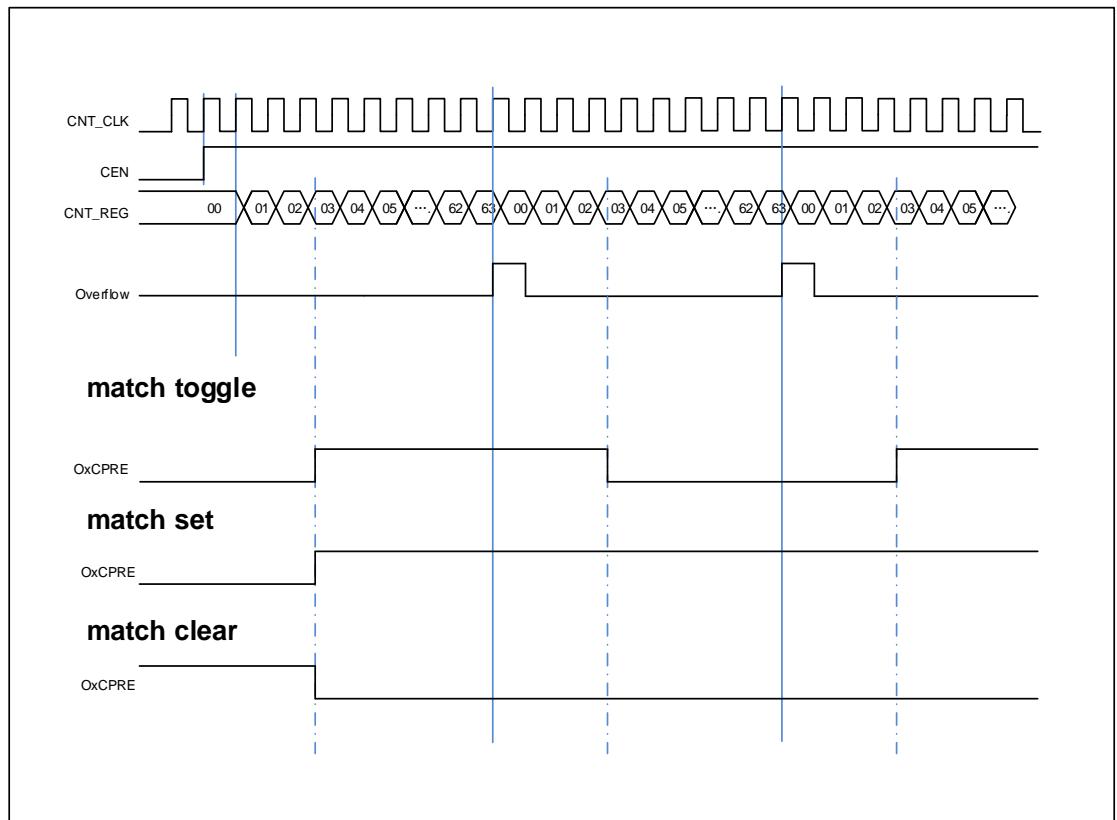 CNT_CLK
CEN
CNT_REG 00 01 02 03 04 05 ···. 62 63 00 01 02 03 04 05 ···. 62 63 00 01 02 03 04 05 ···.
Overflow
match toggle
OxCPRE
match set
OxCPRE
match clear
OxCPRE